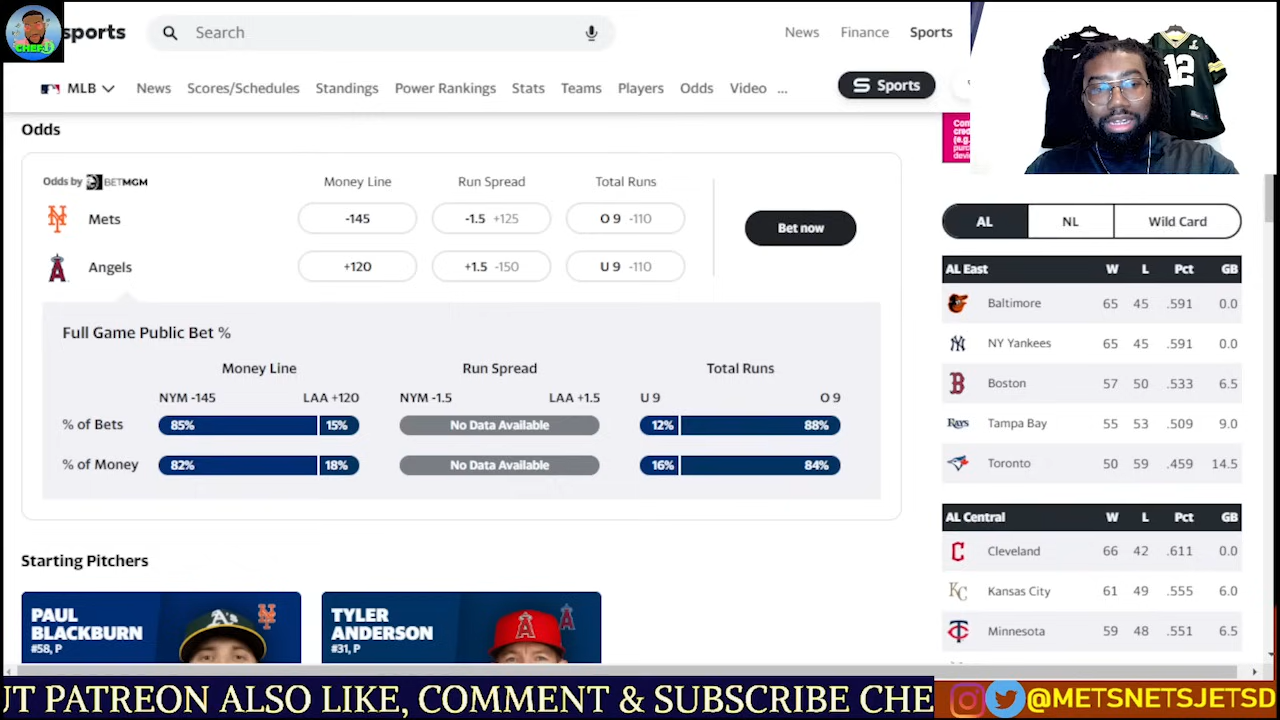 CHEF
sports
Search
News Finance Sports
MLB News Scores/Schedules Standings Power Rankings Stats Teams Players Odds Video ...
Sports
12
Odds
Odds by BETMGM Money Line Run Spread Total Runs
Mets -145 -1.5 +125 O 9 -110
Bet now
Angels +120 +1.5 -150 U 9 -110
Full Game Public Bet %
Money Line Run Spread Total Runs
NYM -145 LAA +120 NYM -1.5 LAA +1.5 U 9 O 9
% of Bets 85% 15% No Data Available 12% 88%
% of Money 82% 18% No Data Available 16% 84%
Starting Pitchers
PAUL
BLACKBURN
#58, P
A's
TYLER
ANDERSON
#31, P
AL NL Wild Card
AL East W L Pct GB
Baltimore 65 45 .591 0.0
NY Yankees 65 45 .591 0.0
Boston 57 50 .533 6.5
Rays Tampa Bay 55 53 .509 9.0
Toronto 50 59 .459 14.5
AL Central W L Pct GB
Cleveland 66 42 .611 0.0
KC Kansas City 61 49 .555 6.0
Minnesota 59 48 .551 6.5
UT PATREON ALSO LIKE, COMMENT & SUBSCRIBE CHE
@METSNETSJETSD